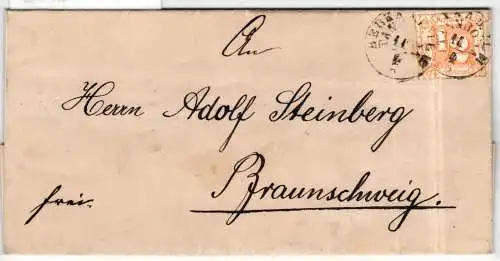 An
Herrn Adolf Steinberg
Braunschweig.
frei.